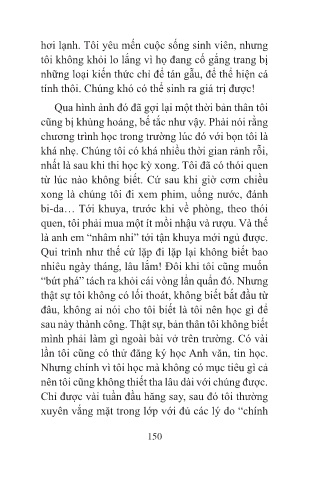 hơi lạnh. Tôi yêu mến cuộc sống sinh viên, nhưng
tôi không khỏi lo lắng vì họ đang cố gắng trang bị
những loại kiến thức chỉ để tán gẫu, để thể hiện cá
tính thôi. Chúng khó có thể sinh ra giá trị được!
Qua hình ảnh đó đã gợi lại một thời bản thân tôi
cũng bị khủng hoảng, bế tắc như vậy. Phải nói rằng
chương trình học trong trường lúc đó với bọn tôi là
khá nhẹ. Chúng tôi có khá nhiều thời gian rảnh rỗi,
nhất là sau khi thi học kỳ xong. Tôi đã có thói quen
từ lúc nào không biết. Cứ sau khi giờ cơm chiều
xong là chúng tôi đi xem phim, uống nước, đánh
bi-da… Tới khuya, trước khi về phòng, theo thói
quen, tôi phải mua một ít mồi nhậu và rượu. Và thế
là anh em “nhâm nhi” tới tận khuya mới ngủ được.
Qui trình như thế cứ lặp đi lặp lại không biết bao
nhiêu ngày tháng, lâu lắm! Đôi khi tôi cũng muốn
“bứt phá” tách ra khỏi cái vòng lẩn quẩn đó. Nhưng
thật sự tôi không có lối thoát, không biết bắt đầu từ
đâu, không ai nói cho tôi biết là tôi nên học gì để
sau này thành công. Thật sự, bản thân tôi không biết
mình phải làm gì ngoài bài vở trên trường. Có vài
lần tôi cũng có thử đăng ký học Anh văn, tin học.
Nhưng chính vì tôi học mà không có mục tiêu gì cả
nên tôi cũng không thiết tha lâu dài với chúng được.
Chỉ được vài tuần đầu hăng say, sau đó tôi thường
xuyên vắng mặt trong lớp với đủ các lý do “chính
150